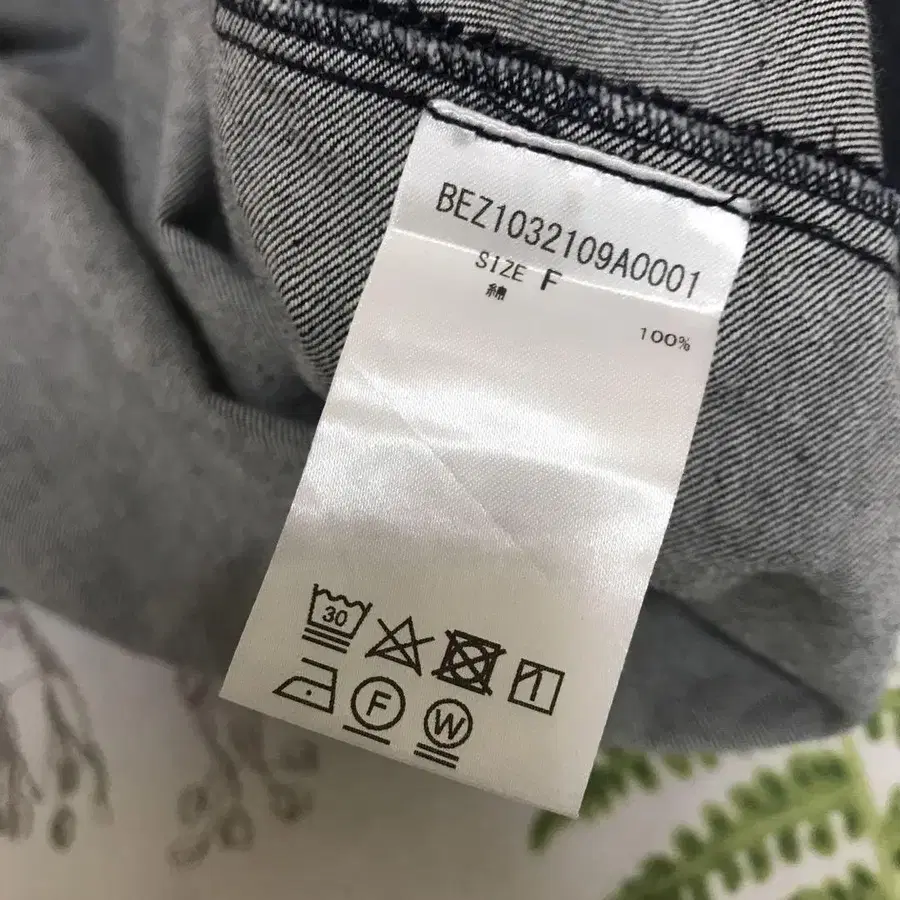 BEZ1032109A0001
SIZE F
綿 100%
30
F
W